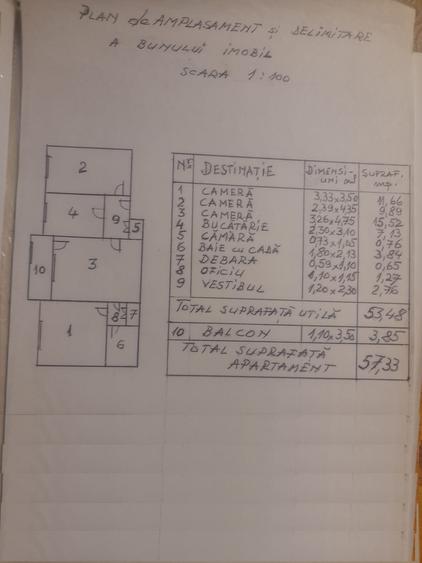 PLAN de AMPLASAMENT și DELIMITARE
A BUNULUI IMOBIL
SCARA 1:100
2
4 9 5
10 3
8 7
1 6
Nr. DESTINAȚIE DIMENSI- SUPRAF.
UNI m mp.
1 CAMERĂ 3,33x3,50 11,66
2 CAMERĂ 2,39x4,35 9,89
3 CAMERĂ 3,26x4,75 15,52
4 BUCĂTĂRIE 2,30x3,10 7,13
5 CĂMARĂ 0,73x1,05 0,76
6 BAIE cu CADĂ 1,80x2,13 3,84
7 DEBARA 0,59x1,10 0,65
8 OFICIU 1,10x1,15 1,27
9 VESTIBUL 1,20x2,30 2,76
TOTAL SUPRAFAȚĂ UTILĂ 53,48
10 BALCON 1,10x3,50 3,85
TOTAL SUPRAFAȚĂ
APARTAMENT 57,33